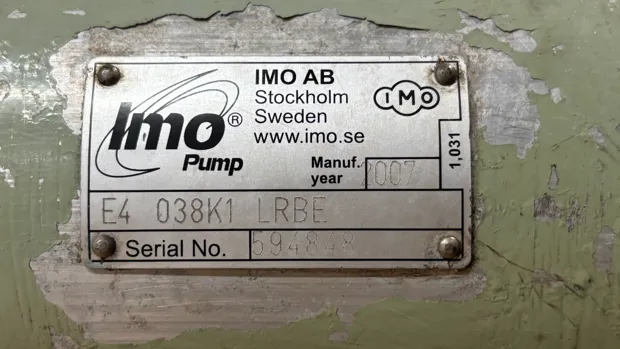 Imo®
Pump
IMO AB
Stockholm
Sweden
www.imo.se
IMO
Manuf.
year
2007
1,031
E4 038K1 LRBE
Serial No.
594848